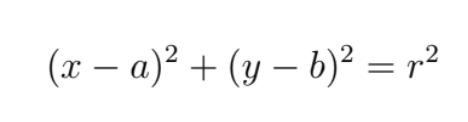 (x − a)² + (y − b)² = r²